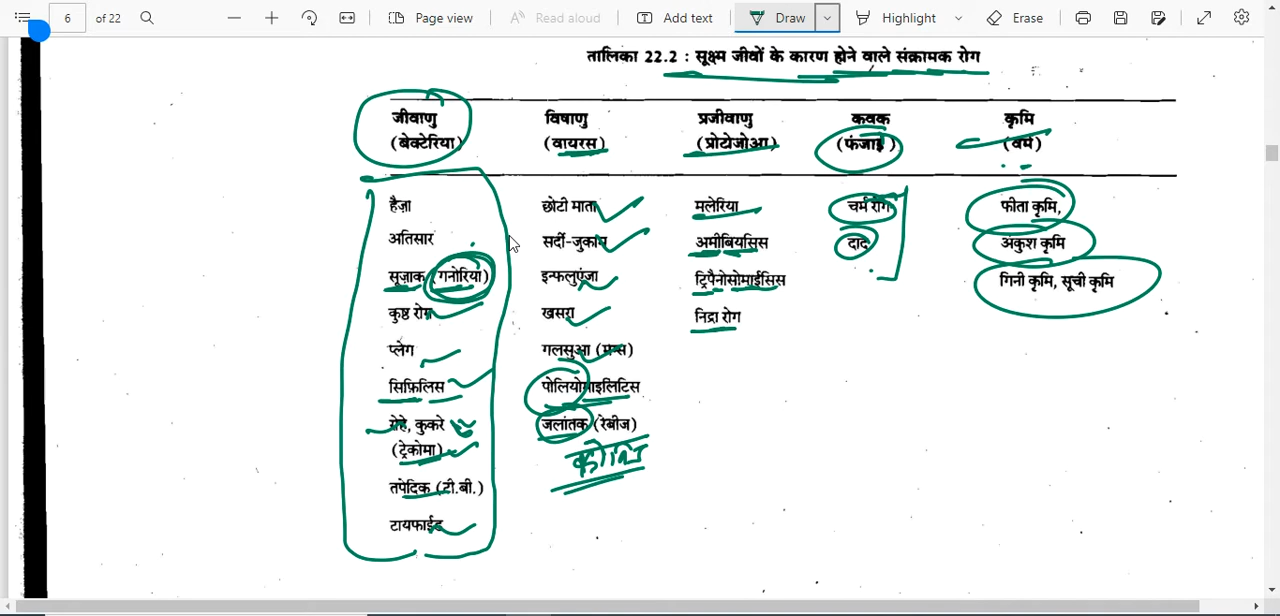 6 of 22 Page view Read aloud Add text Draw Highlight Erase
तालिका 22.2 : सूक्ष्म जीवों के कारण होने वाले संक्रामक रोग
जीवाणु विषाणु प्रजीवाणु कवक कृमि
(बेक्टेरिया) (वायरस) (प्रोटोजोआ) (फंजाई) (वर्म)
हैज़ा छोटी माता मलेरिया चर्म रोग फीता कृमि,
अतिसार सर्दी-जुकाम अमीबियसिस दाद अंकुश कृमि
सूज़ाक (गनोरिया) इन्फलुएंजा ट्रिपैनोसोमाईसिस गिनी कृमि, सूची कृमि
कुष्ठ रोग खसरा निद्रा रोग
प्लेग गलसुआ (मम्स)
सिफ़िलिस पोलियोमाइलिटिस
रोहे, कुकरे जलांतक (रेबीज)
(ट्रेकोमा)
तपेदिक (टी.बी.)
टायफाईड